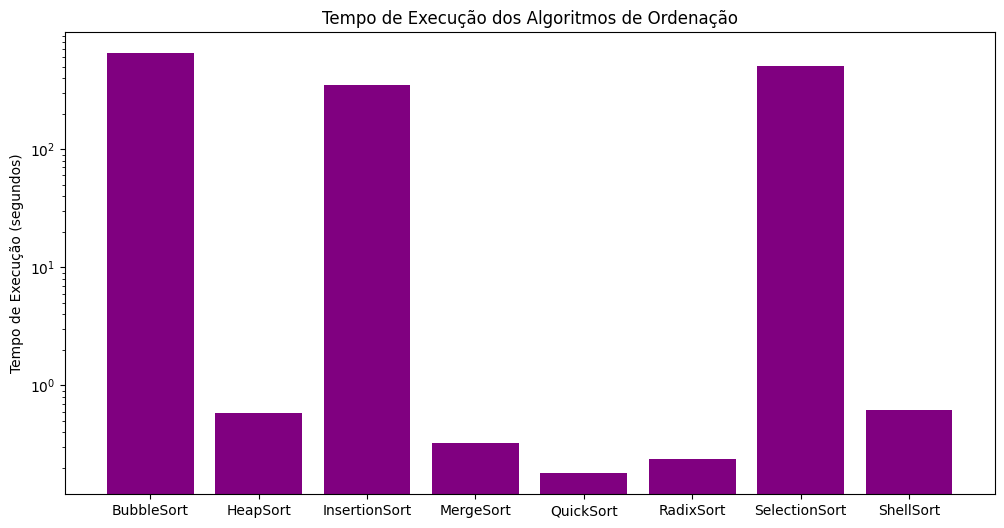 Tempo de Execução dos Algoritmos de Ordenação
Tempo de Execução (segundos)
10²
10¹
10⁰
BubbleSort HeapSort InsertionSort MergeSort QuickSort RadixSort SelectionSort ShellSort